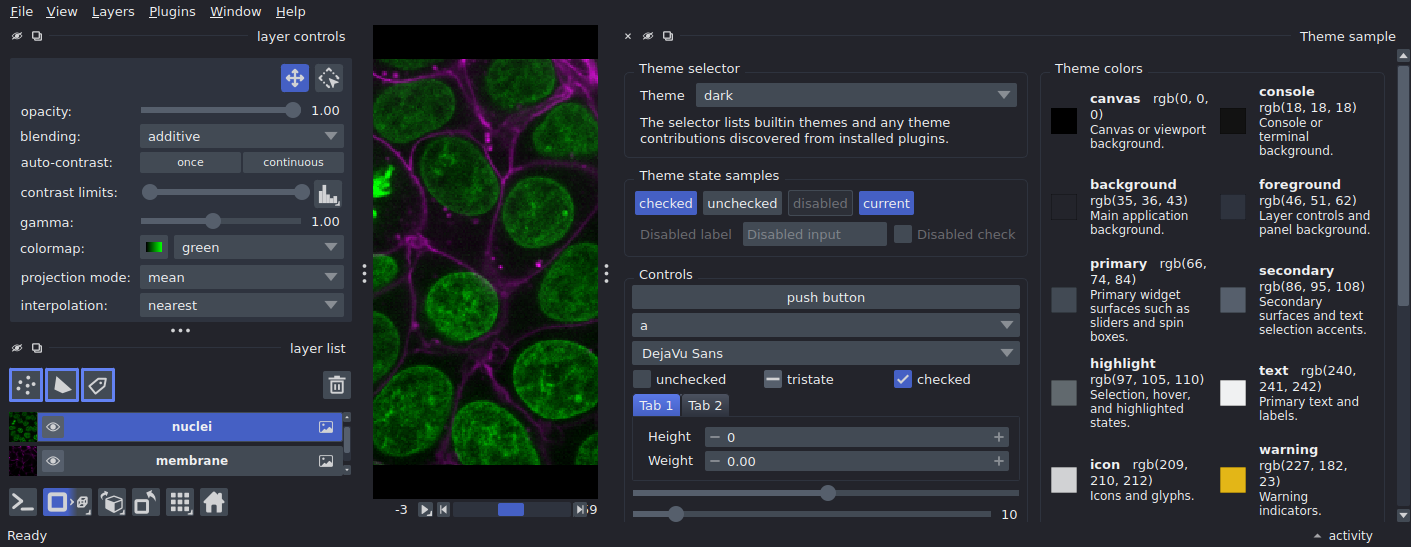 File View Layers Plugins Window Help
layer controls
opacity: 1.00
blending: additive
auto-contrast: once continuous
contrast limits:
gamma: 1.00
colormap: green
projection mode: mean
interpolation: nearest
layer list
nuclei
membrane
-3
9
Theme sample
Theme selector
Theme dark
The selector lists builtin themes and any theme
contributions discovered from installed plugins.
Theme state samples
checked unchecked disabled current
Disabled label Disabled input Disabled check
Controls
push button
a
DejaVu Sans
unchecked tristate checked
Tab 1 Tab 2
Height 0
Weight 0.00
10
Theme colors
canvas rgb(0, 0,
0)
Canvas or viewport
background.
console
rgb(18, 18, 18)
Console or
terminal
background.
background
rgb(35, 36, 43)
Main application
background.
foreground
rgb(46, 51, 62)
Layer controls and
panel background.
primary rgb(66,
74, 84)
Primary widget
surfaces such as
sliders and spin
boxes.
secondary
rgb(86, 95, 108)
Secondary
surfaces and text
selection accents.
highlight
rgb(97, 105, 110)
Selection, hover,
and highlighted
states.
text rgb(240,
241, 242)
Primary text and
labels.
icon rgb(209,
210, 212)
Icons and glyphs.
warning
rgb(227, 182,
23)
Warning
indicators.
Ready
activity